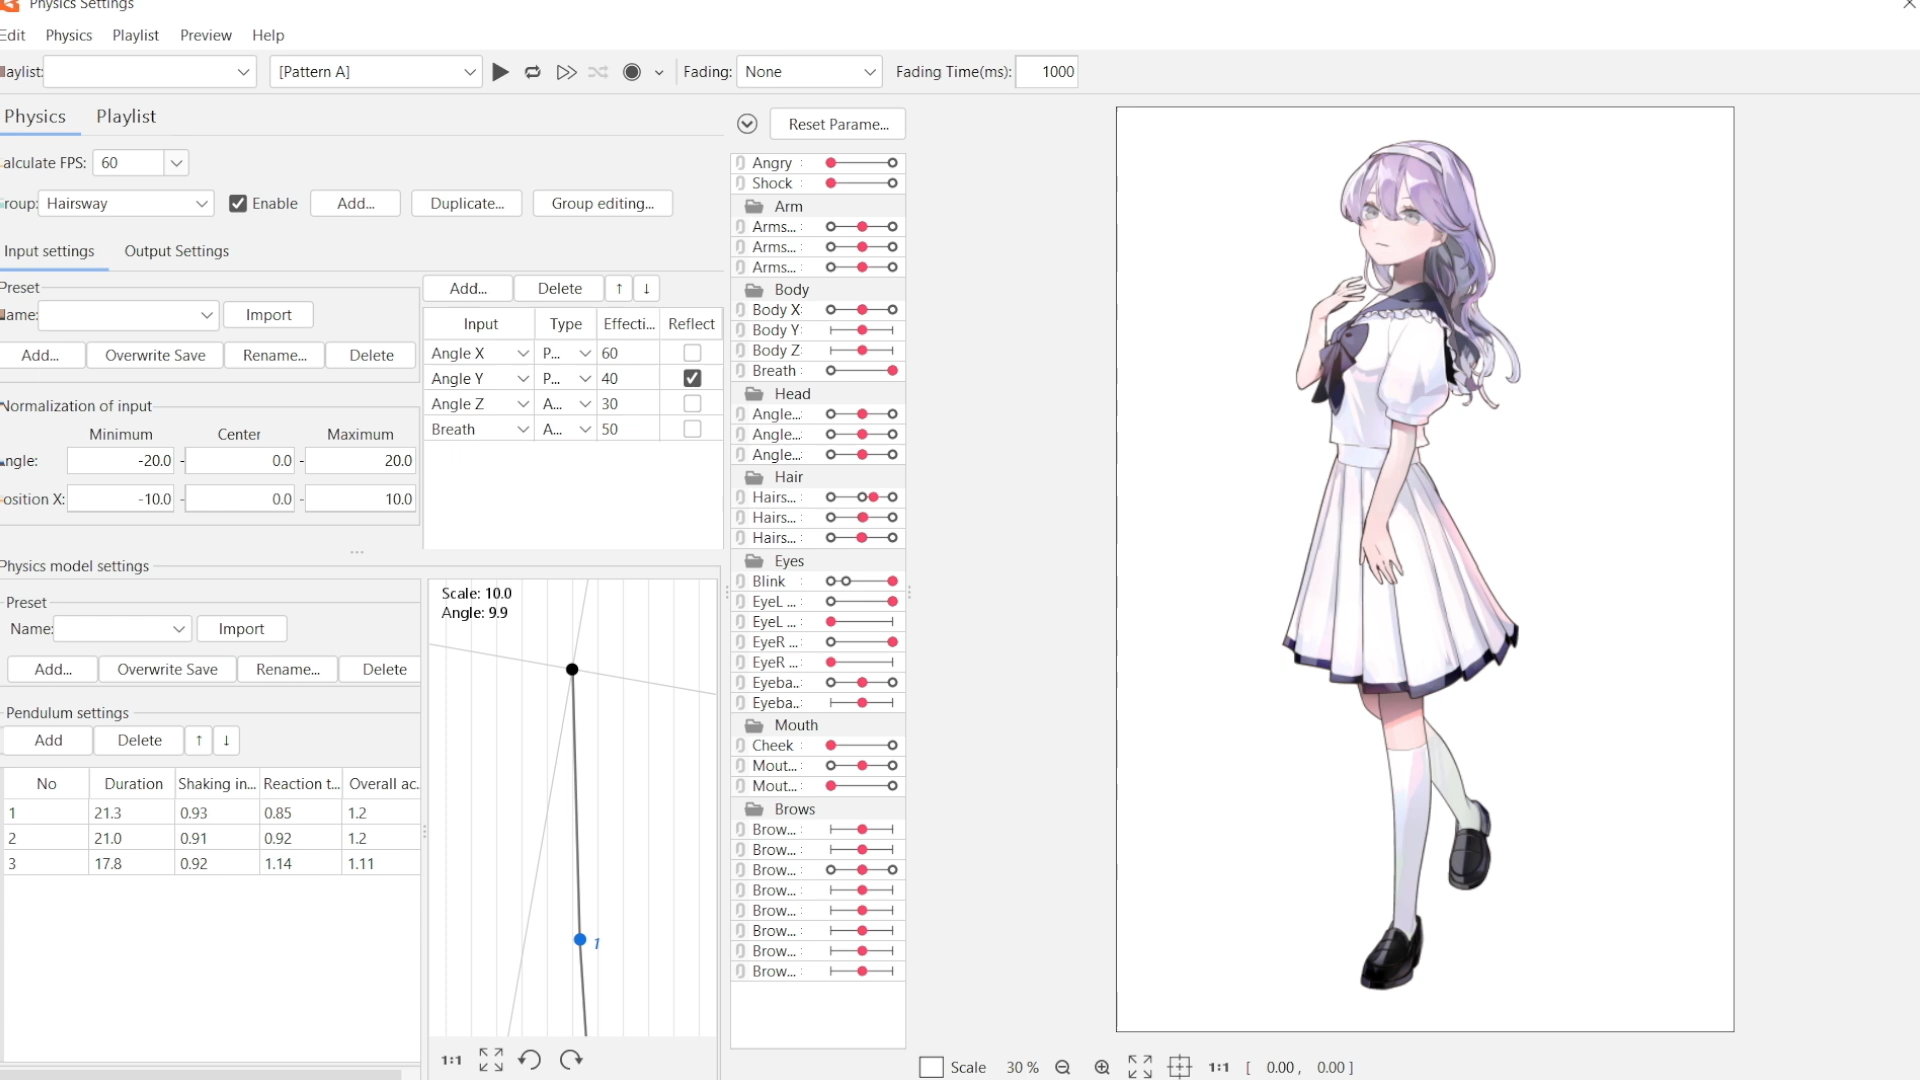 Physics Settings
Edit Physics Playlist Preview Help
aylist: [Pattern A] Fading: None Fading Time(ms): 1000
Physics Playlist
alculate FPS: 60
roup: Hairsway Enable Add... Duplicate... Group editing...
Input settings Output Settings
Preset
ame: Import
Add... Overwrite Save Rename... Delete
Normalization of input
Minimum Center Maximum
ngle: -20.0 - 0.0 - 20.0
osition X: -10.0 - 0.0 - 10.0
Add... Delete ↑ ↓
Input Type Effecti... Reflect
Angle X P... 60
Angle Y P... 40
Angle Z A... 30
Breath A... 50
Physics model settings
Preset
Name: Import
Add... Overwrite Save Rename... Delete
Pendulum settings
Add Delete ↑ ↓
No Duration Shaking in... Reaction t... Overall ac.
1 21.3 0.93 0.85 1.2
2 21.0 0.91 0.92 1.2
3 17.8 0.92 1.14 1.11
Scale: 10.0
Angle: 9.9
1
1:1
Reset Parame...
Angry :
Shock :
Arm
Arms... :
Arms... :
Arms... :
Body
Body X:
Body Y:
Body Z:
Breath :
Head
Angle..:
Angle..:
Angle..:
Hair
Hairs... :
Hairs... :
Hairs... :
Eyes
Blink :
EyeL ... :
EyeL ... :
EyeR ... :
EyeR ... :
Eyeba..:
Eyeba..:
Mouth
Cheek :
Mout... :
Mout... :
Brows
Brow... :
Brow... :
Brow... :
Brow... :
Brow... :
Brow... :
Brow... :
Brow... :
Scale 30 % 1:1 [ 0.00 , 0.00 ]